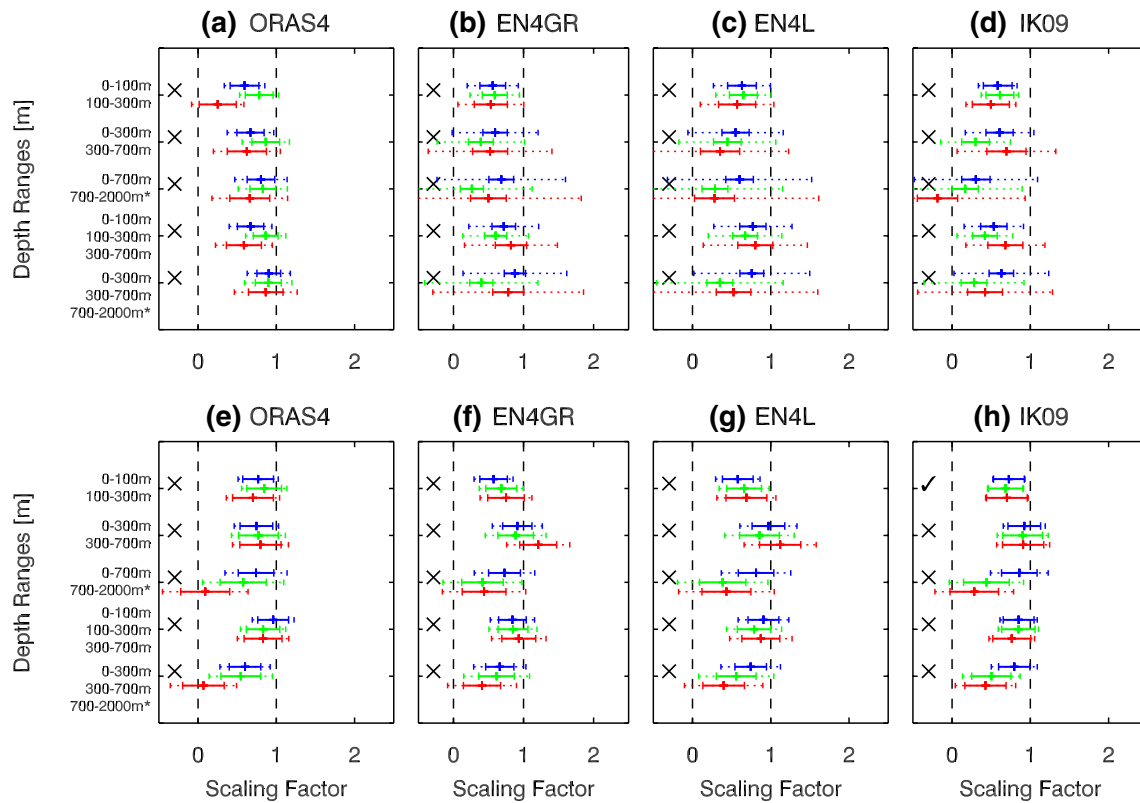 (a) ORAS4
(b) EN4GR
(c) EN4L
(d) IK09
Depth Ranges [m]
0-100m
100-300m
0-300m
300-700m
0-700m
700-2000m*
0-100m
100-300m
300-700m
0-300m
300-700m
700-2000m*
0 1 2
0 1 2
0 1 2
0 1 2
(e) ORAS4
(f) EN4GR
(g) EN4L
(h) IK09
Depth Ranges [m]
0-100m
100-300m
0-300m
300-700m
0-700m
700-2000m*
0-100m
100-300m
300-700m
0-300m
300-700m
700-2000m*
0 1 2
0 1 2
0 1 2
0 1 2
Scaling Factor
Scaling Factor
Scaling Factor
Scaling Factor